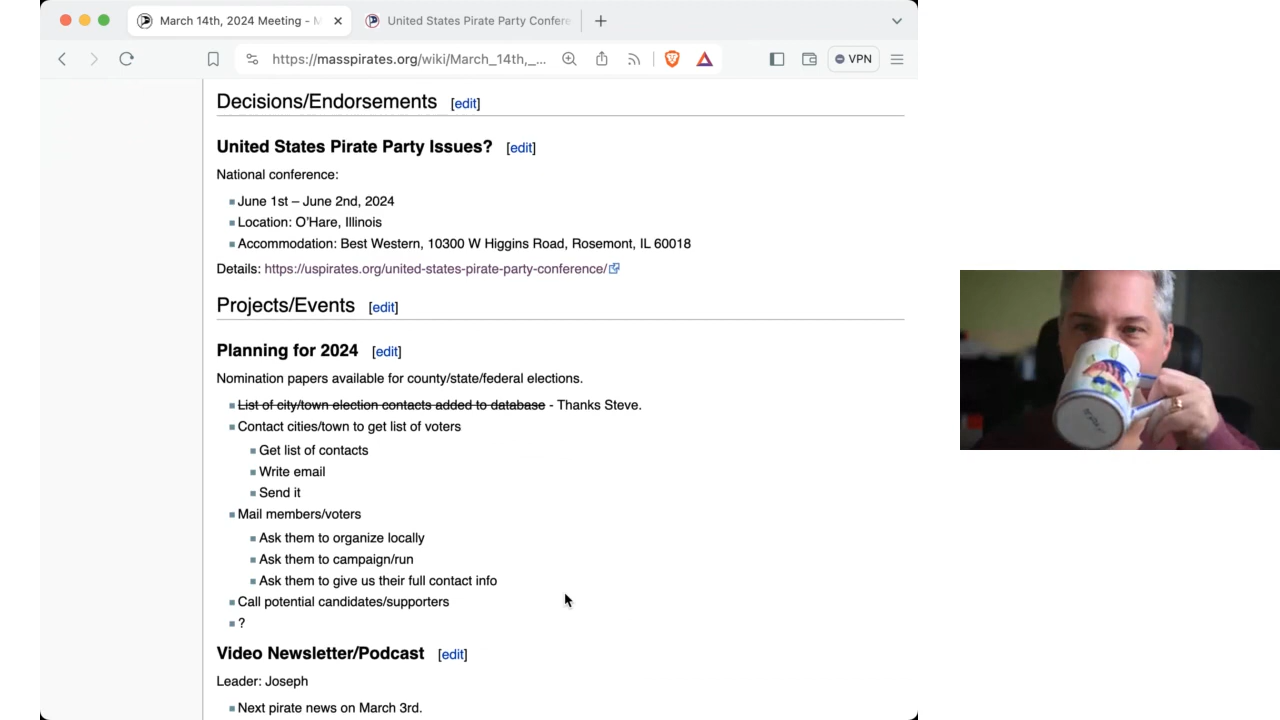 March 14th, 2024 Meeting - M
United States Pirate Party Confere
https://masspirates.org/wiki/March_14th,_...
VPN
Decisions/Endorsements [edit]
United States Pirate Party Issues? [edit]
National conference:
June 1st – June 2nd, 2024
Location: O'Hare, Illinois
Accommodation: Best Western, 10300 W Higgins Road, Rosemont, IL 60018
Details: https://uspirates.org/united-states-pirate-party-conference/
Projects/Events [edit]
Planning for 2024 [edit]
Nomination papers available for county/state/federal elections.
List of city/town election contacts added to database - Thanks Steve.
Contact cities/town to get list of voters
Get list of contacts
Write email
Send it
Mail members/voters
Ask them to organize locally
Ask them to campaign/run
Ask them to give us their full contact info
Call potential candidates/supporters
?
Video Newsletter/Podcast [edit]
Leader: Joseph
Next pirate news on March 3rd.